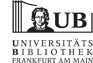 UB
UNIVERSITÄTS
BIBLIOTHEK
FRANKFURT AM MAIN